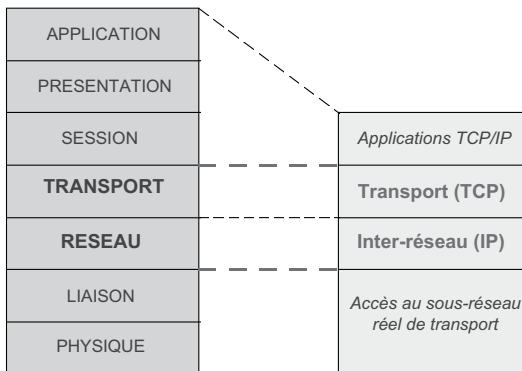 APPLICATION
PRESENTATION
SESSION
TRANSPORT
RESEAU
LIAISON
PHYSIQUE
Applications TCP/IP
Transport (TCP)
Inter-réseau (IP)
Accès au sous-réseau
réel de transport